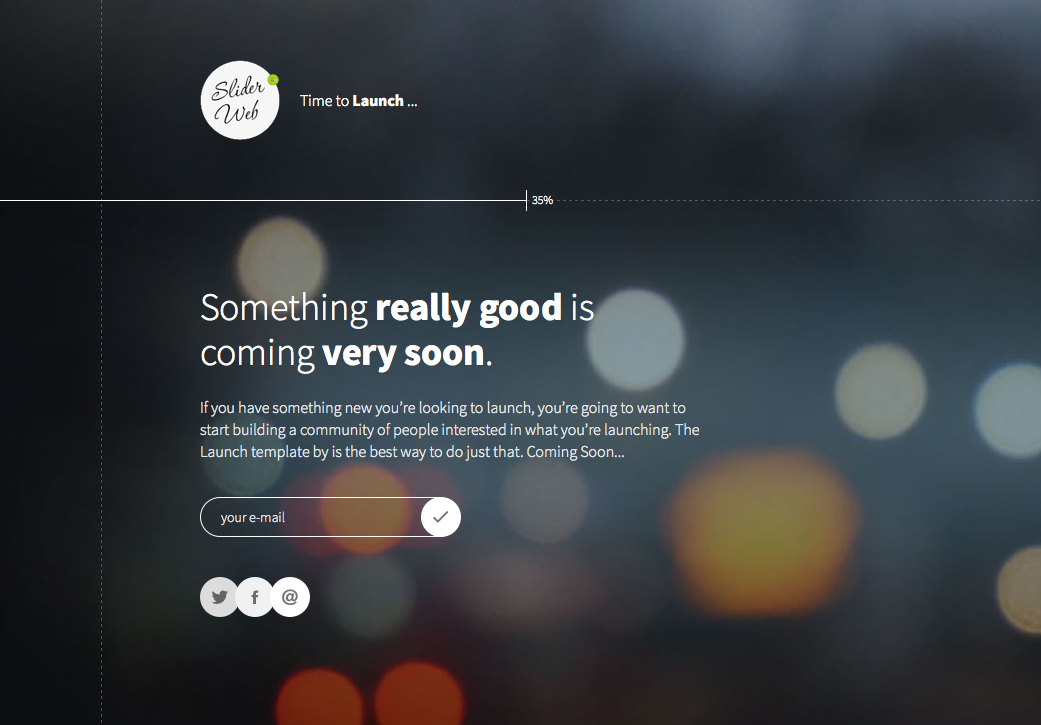 Slider
Web
Time to Launch ...
35%
Something really good is
coming very soon.
If you have something new you’re looking to launch, you’re going to want to
start building a community of people interested in what you’re launching. The
Launch template by is the best way to do just that. Coming Soon...
your e-mail